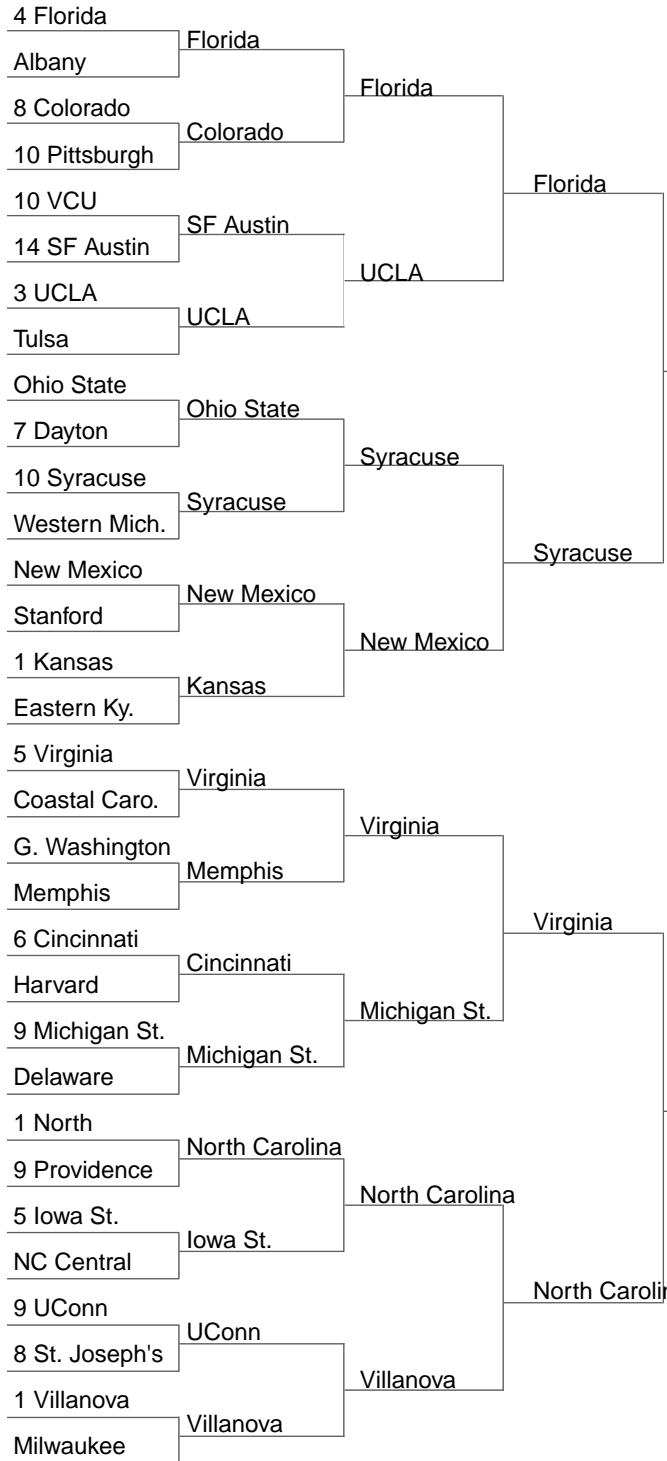 4 Florida
Albany
8 Colorado
10 Pittsburgh
10 VCU
14 SF Austin
3 UCLA
Tulsa
Ohio State
7 Dayton
10 Syracuse
Western Mich.
New Mexico
Stanford
1 Kansas
Eastern Ky.
5 Virginia
Coastal Caro.
G. Washington
Memphis
6 Cincinnati
Harvard
9 Michigan St.
Delaware
1 North
9 Providence
5 Iowa St.
NC Central
9 UConn
8 St. Joseph's
1 Villanova
Milwaukee
Florida
Colorado
SF Austin
UCLA
Ohio State
Syracuse
New Mexico
Kansas
Virginia
Memphis
Cincinnati
Michigan St.
North Carolina
Iowa St.
UConn
Villanova
Florida
UCLA
Syracuse
New Mexico
Virginia
Michigan St.
North Carolina
Villanova
Florida
Syracuse
Virginia
North Carolin